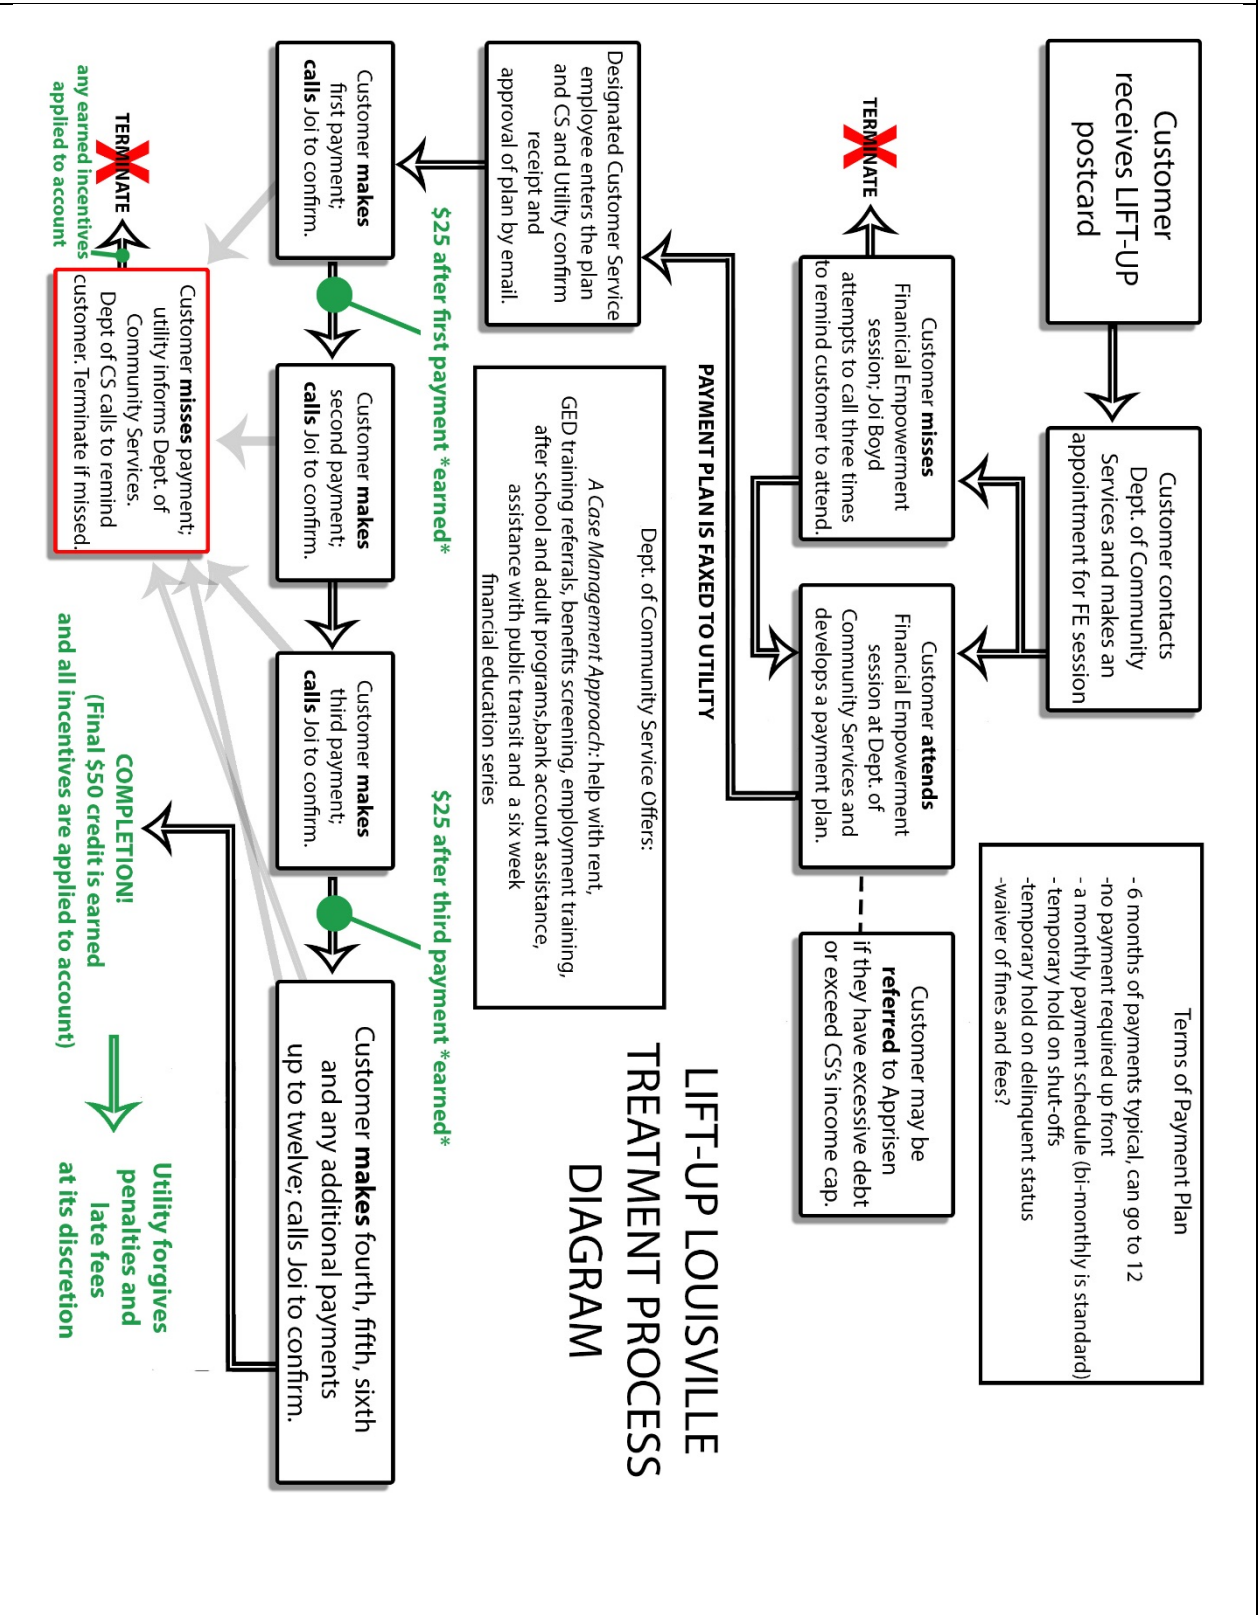 Customer
receives LIFT-UP
postcard
Customer contacts
Dept. of Community
Services and makes an
appointment for FE session
Terms of Payment Plan
- 6 months of payments typical, can go to 12
-no payment required up front
- a monthly payment schedule (bi-monthly is standard)
- temporary hold on shut-offs
-temporary hold on delinquent status
-waiver of fines and fees?
TERMINATE
Customer misses
Finanicial Empowerment
session; Joi Boyd
attempts to call three times
to remind customer to attend.
Customer attends
Financial Empowerment
session at Dept. of
Community Services and
develops a payment plan.
Customer may be
referred to Apprisen
if they have excessive debt
or exceed CS's income cap.
PAYMENT PLAN IS FAXED TO UTILITY
Designated Customer Service
employee enters the plan
and CS and Utility confirm
receipt and
approval of plan by email.
Dept. of Community Service Offers:
A Case Management Approach: help with rent,
GED training referrals, benefits screening, employment training,
after school and adult programs,bank account assistance,
assistance with public transit and a six week
financial education series
LIFT-UP LOUISVILLE
TREATMENT PROCESS
DIAGRAM
$25 after first payment *earned*
$25 after third payment *earned*
Customer makes
first payment;
calls Joi to confirm.
Customer makes
second payment;
calls Joi to confirm.
Customer makes
third payment;
calls Joi to confirm.
Customer makes fourth, fifth, sixth
and any additional payments
up to twelve; calls Joi to confirm.
TERMINATE
any earned incentives
applied to account
Customer misses payment;
utility informs Dept. of
Community Services.
Dept of CS calls to remind
customer. Terminate if missed.
COMPLETION!
(Final $50 credit is earned
and all incentives are applied to account)
Utility forgives
penalties and
late fees
at its discretion